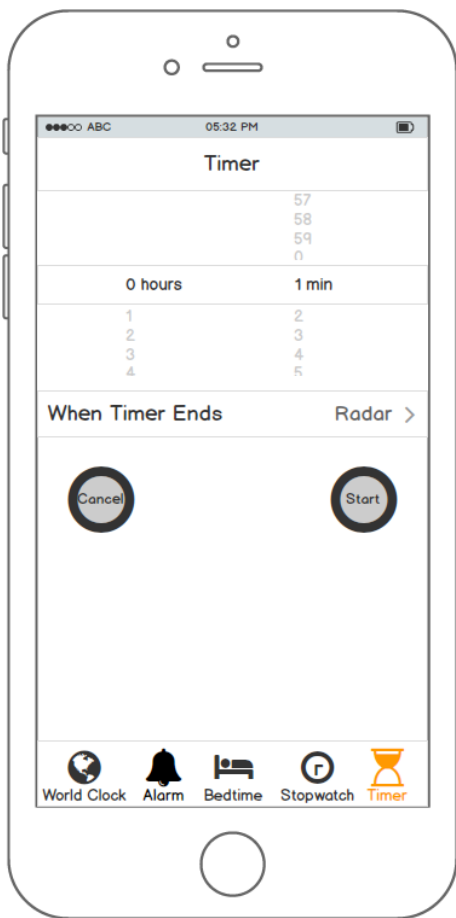 ABC 05:32 PM
Timer
57
58
59
0
0 hours 1 min
1 2
2 3
3 4
4 5
When Timer Ends Radar >
Cancel Start
World Clock Alarm Bedtime Stopwatch Timer